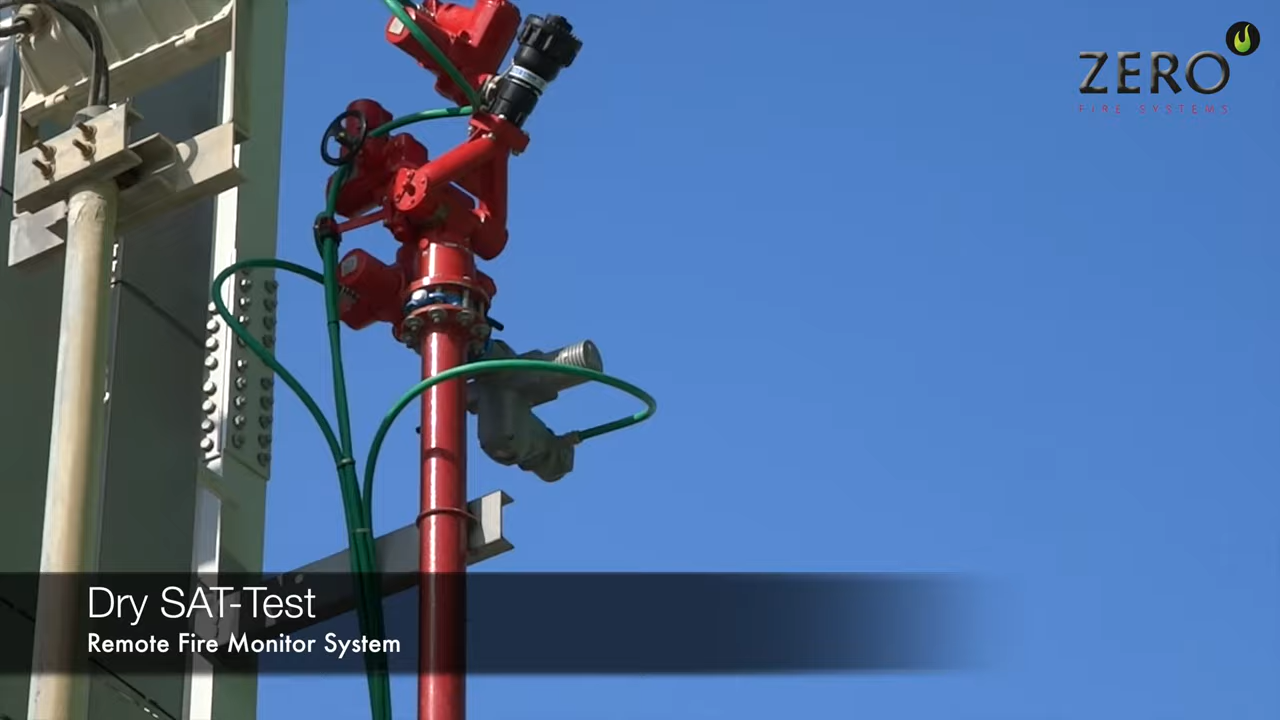 ZERO
FIRE SYSTEMS
Dry SAT-Test
Remote Fire Monitor System